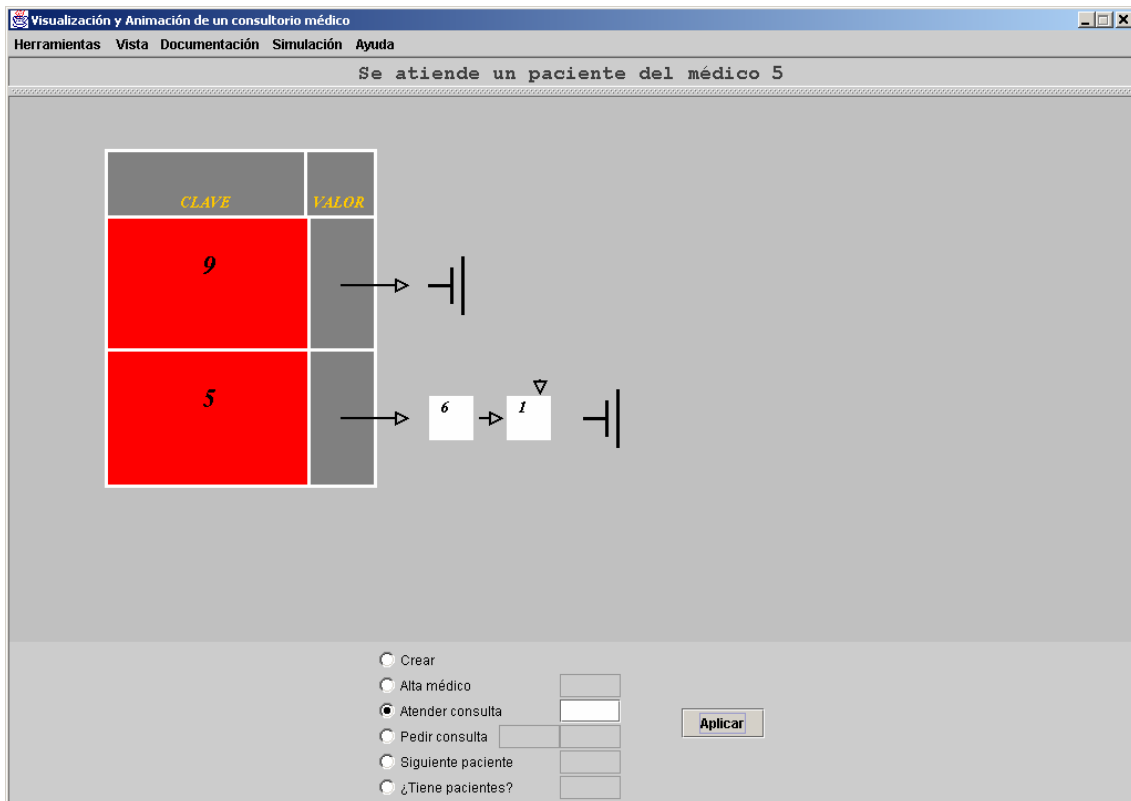 Visualización y Animación de un consultorio médico
Herramientas Vista Documentación Simulación Ayuda
Se atiende un paciente del médico 5
CLAVE VALOR
9
5
6 1
Crear
Alta médico
Atender consulta
Aplicar
Pedir consulta
Siguiente paciente
¿Tiene pacientes?